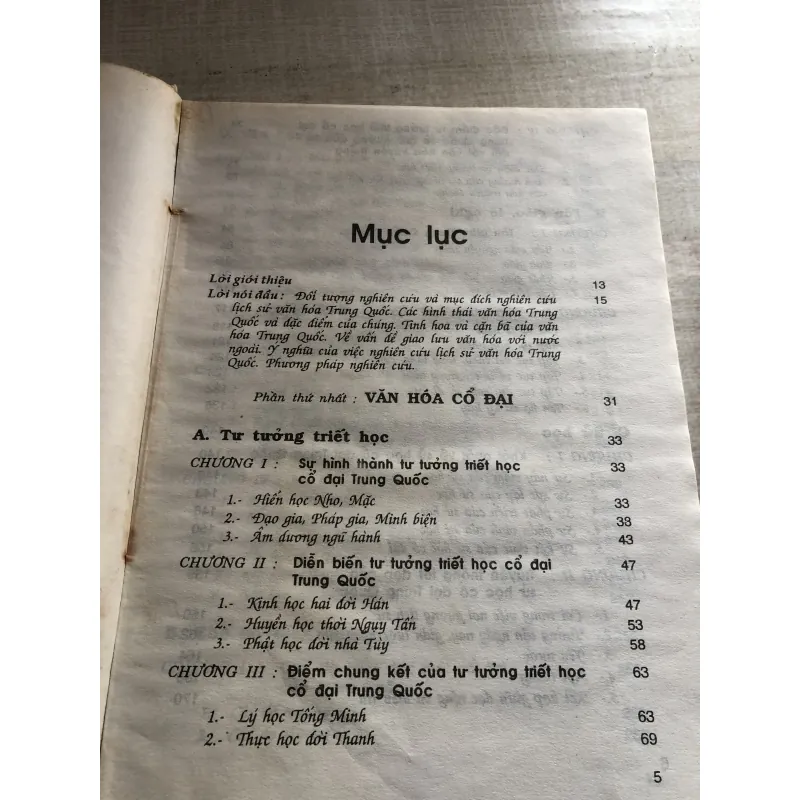 Mục lục
Lời giới thiệu 13
Lời nói đầu : Đối tượng nghiên cứu và mục đích nghiên cứu 15
lịch sử văn hóa Trung Quốc. Các hình thái văn hóa Trung
Quốc và đặc điểm của chúng. Tinh hoa và cặn bã của văn
hóa Trung Quốc. Về vấn đề giao lưu văn hóa với nước
ngoài. Ý nghĩa của việc nghiên cứu lịch sử văn hóa Trung
Quốc. Phương pháp nghiên cứu.
Phần thứ nhất : VĂN HÓA CỔ ĐẠI 31
A. Tư tưởng triết học 33
CHƯƠNG I : Sự hình thành tư tưởng triết học 33
cổ đại Trung Quốc
1.- Hiển học Nho, Mặc 33
2.- Đạo gia, Pháp gia, Minh biện 38
3.- Âm dương ngũ hành 43
CHƯƠNG II : Diễn biến tư tưởng triết học cổ đại 47
Trung Quốc
1.- Kinh học hai đời Hán 47
2.- Huyền học thời Ngụy Tấn 53
3.- Phật học đời nhà Tùy 58
CHƯƠNG III : Điểm chung kết của tư tưởng triết học 63
cổ đại Trung Quốc
1.- Lý học Tống Minh 63
2.- Thực học đời Thanh 69
5